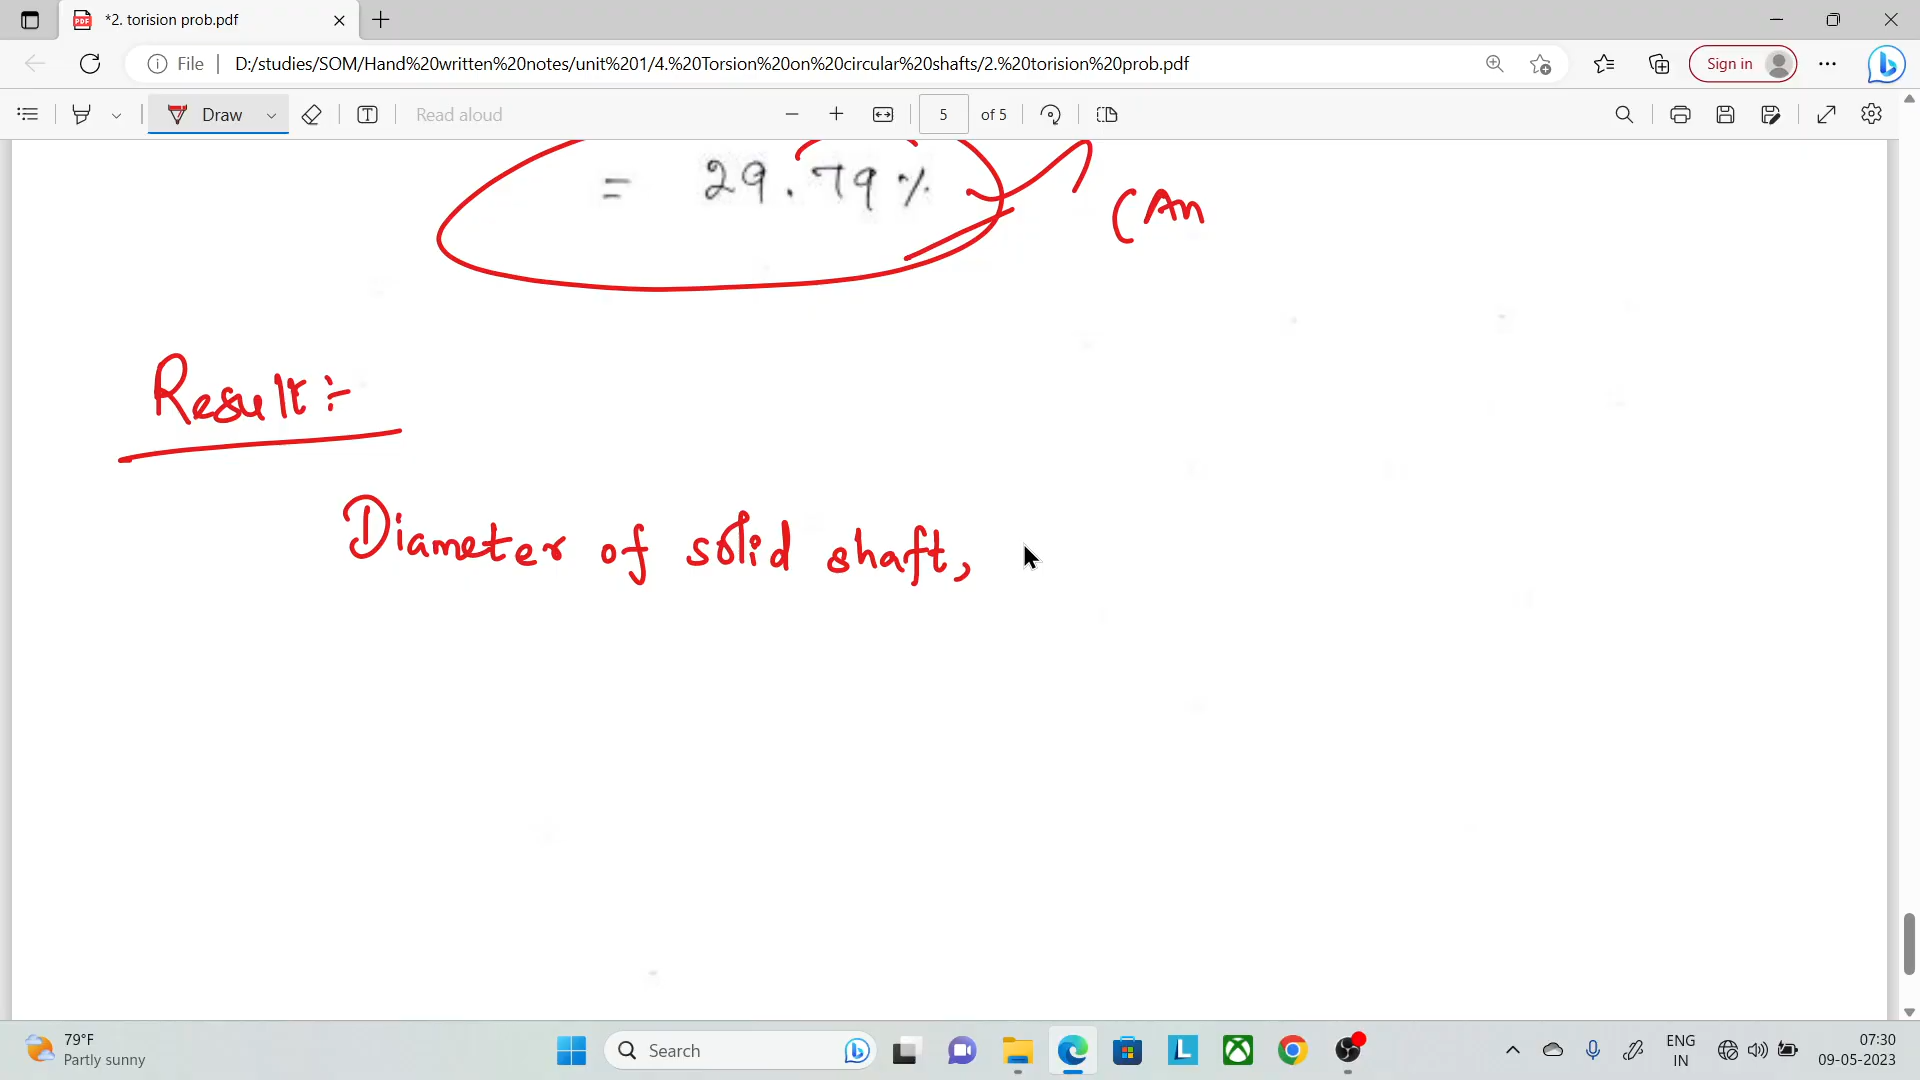 *2. torision prob.pdf
File
D:/studies/SOM/Hand%20written%20notes/unit%201/4.%20Torsion%20on%20circular%20shafts/2.%20torision%20prob.pdf
Sign in
Draw
Read aloud
5 of 5
= 29.79 %
(An
Result:-
Diameter of solid shaft,
79°F
Partly sunny
Search
ENG
IN
07:30
09-05-2023